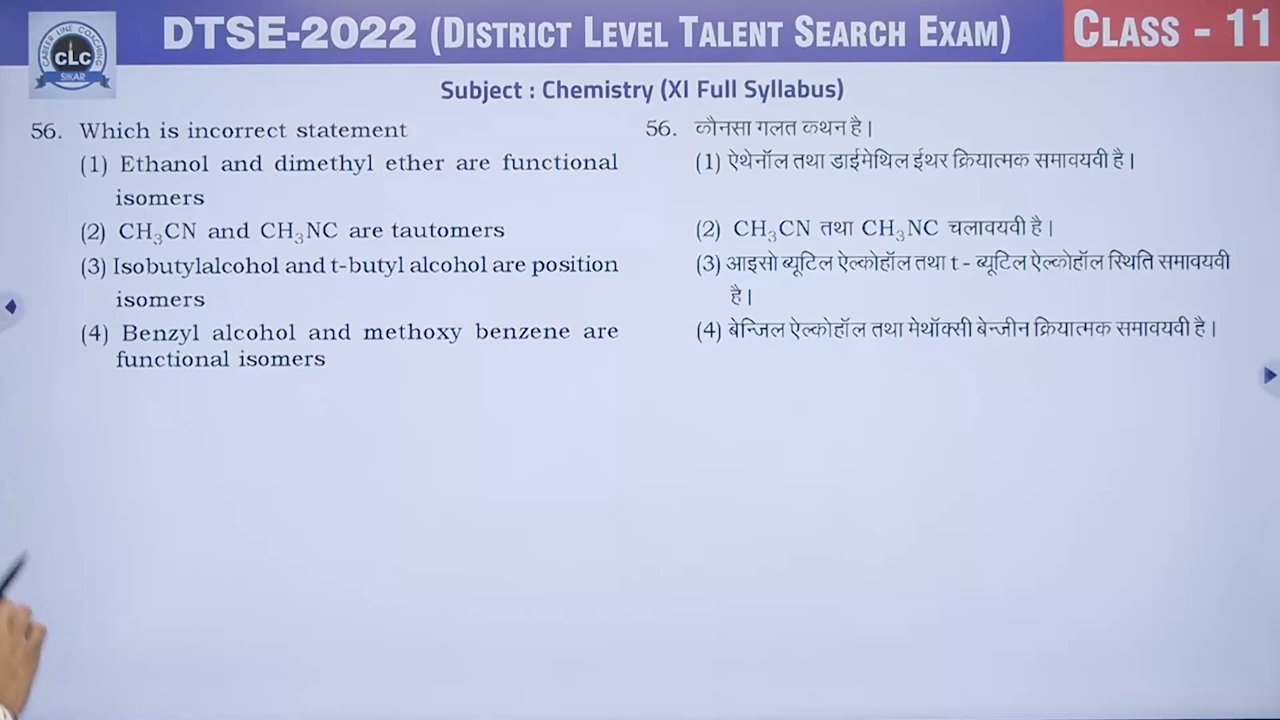 CAREER LINE COACHING
CLC
SIKAR
DTSE-2022 (DISTRICT LEVEL TALENT SEARCH EXAM)
CLASS - 11
Subject : Chemistry (XI Full Syllabus)
56. Which is incorrect statement
(1) Ethanol and dimethyl ether are functional
isomers
(2) CH₃CN and CH₃NC are tautomers
(3) Isobutylalcohol and t-butyl alcohol are position
isomers
(4) Benzyl alcohol and methoxy benzene are
functional isomers
56. कौनसा गलत कथन है।
(1) ऐथेनॉल तथा डाईमेथिल ईथर क्रियात्मक समावयवी है।
(2) CH₃CN तथा CH₃NC चलावयवी है।
(3) आइसो ब्यूटिल ऐल्कोहॉल तथा t - ब्यूटिल ऐल्कोहॉल स्थिति समावयवी
है।
(4) बेन्जिल ऐल्कोहॉल तथा मेथॉक्सी बेन्जीन क्रियात्मक समावयवी है।